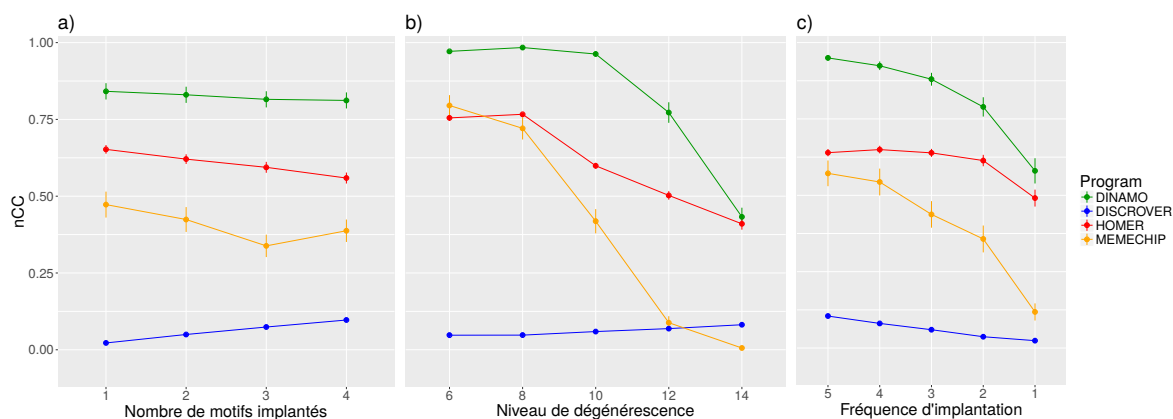 a)
b)
c)
nCC
1.00
0.75
0.50
0.25
0.00
1 2 3 4
Nombre de motifs implantés
6 8 10 12 14
Niveau de dégénérescence
5 4 3 2 1
Fréquence d'implantation
Program
DINAMO
DISCROVER
HOMER
MEMECHIP